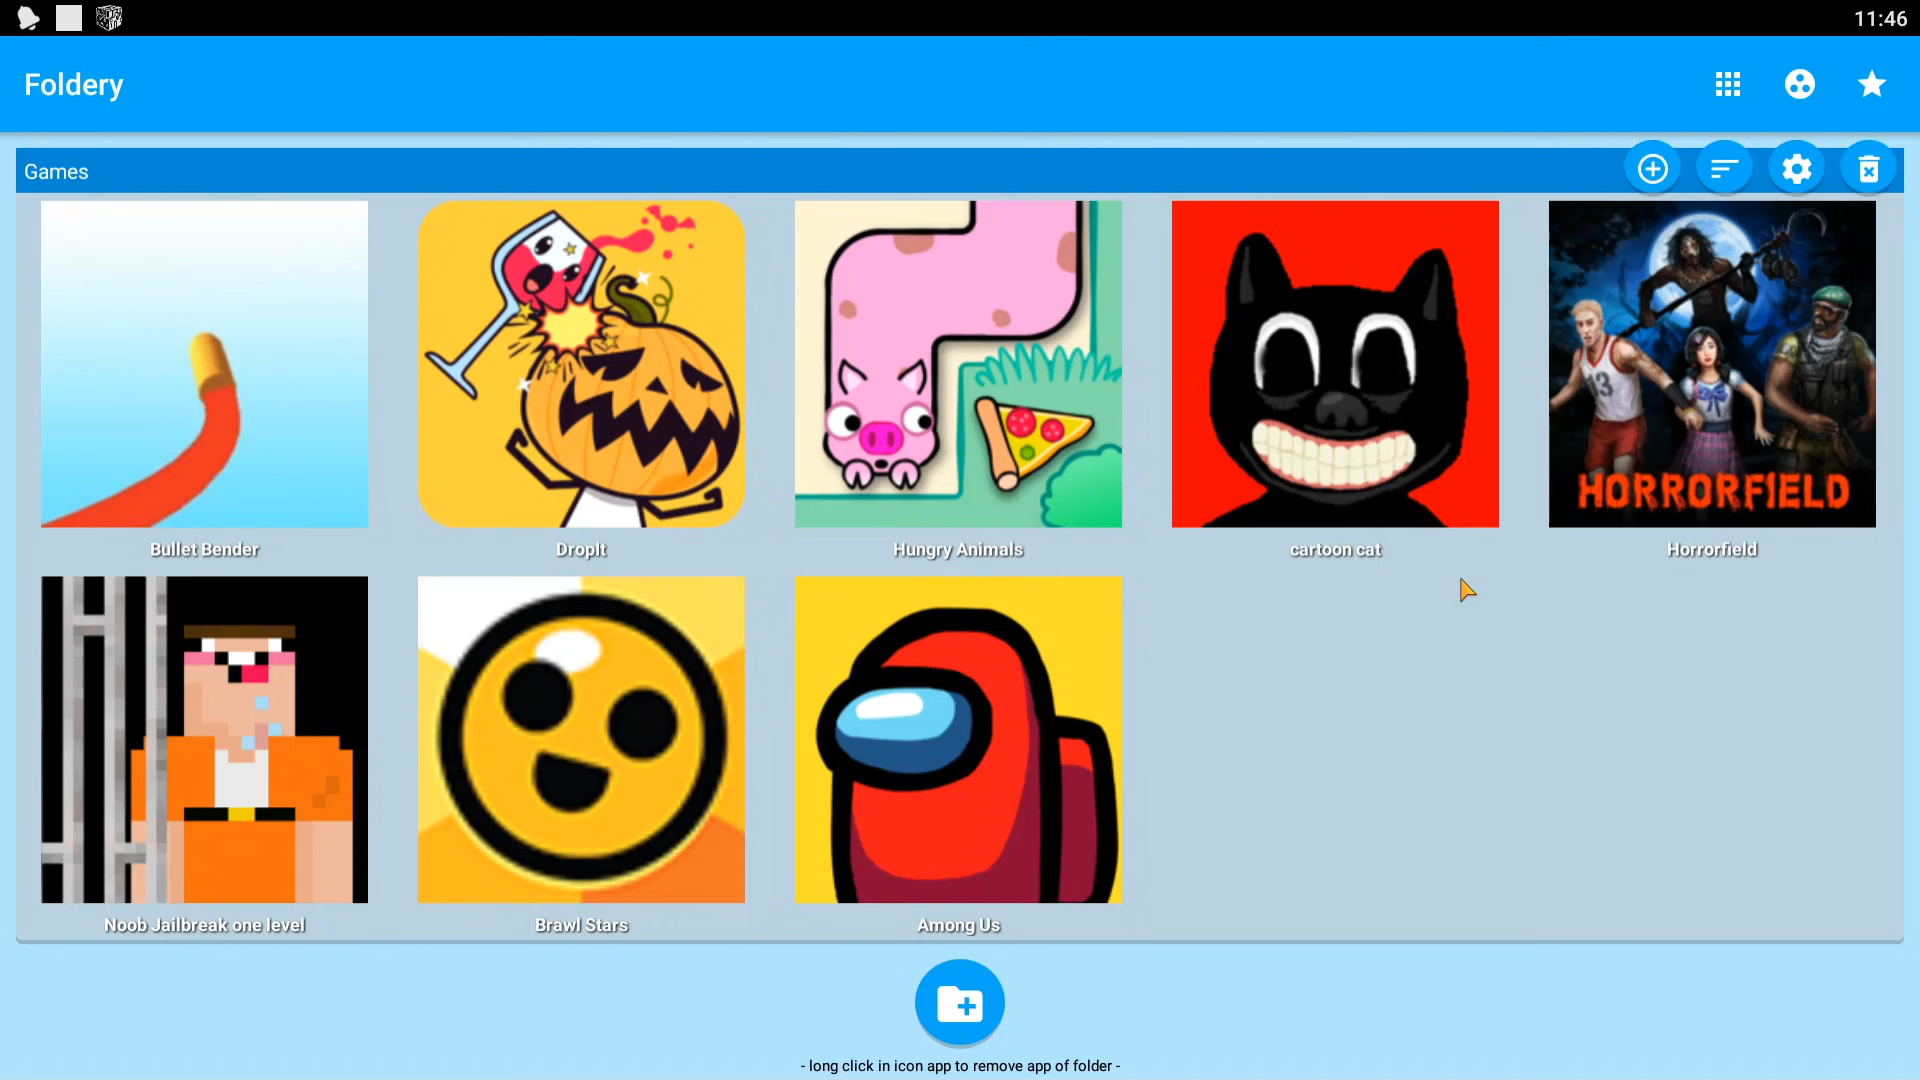 11:46
Foldery
Games
13
HORRORFIELD
Bullet Bender
DropIt
Hungry Animals
cartoon cat
Horrorfield
Noob Jailbreak one level
Brawl Stars
Among Us
- long click in icon app to remove app of folder -